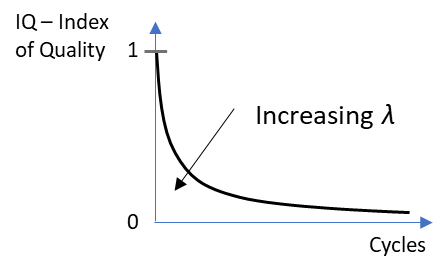 IQ – Index
of Quality
1
Increasing λ
0
Cycles